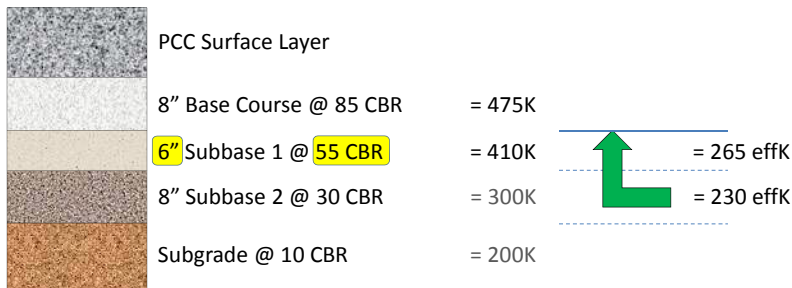 PCC Surface Layer
8” Base Course @ 85 CBR = 475K
6” Subbase 1 @ 55 CBR = 410K = 265 effK
8” Subbase 2 @ 30 CBR = 300K = 230 effK
Subgrade @ 10 CBR = 200K